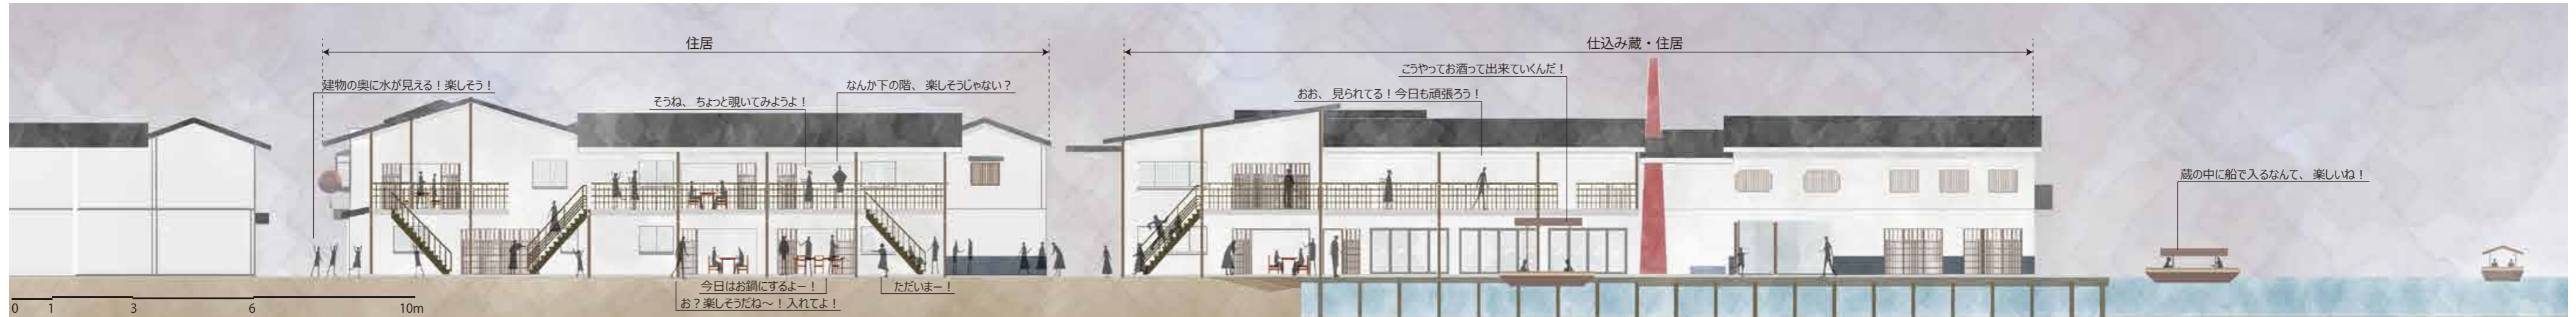 住居
仕込み蔵・住居
建物の奥に水が見える！楽しそう！
そうね、ちょっと覗いてみようよ！
なんか下の階、楽しそうじゃない？
おお、見られてる！今日も頑張ろう！
こうやってお酒って出来ていくんだ！
蔵の中に船で入るなんて、楽しいね！
今日はお鍋にするよー！
お？楽しそうだね～！入れてよ！
ただいまー！
0 1 3 6 10m